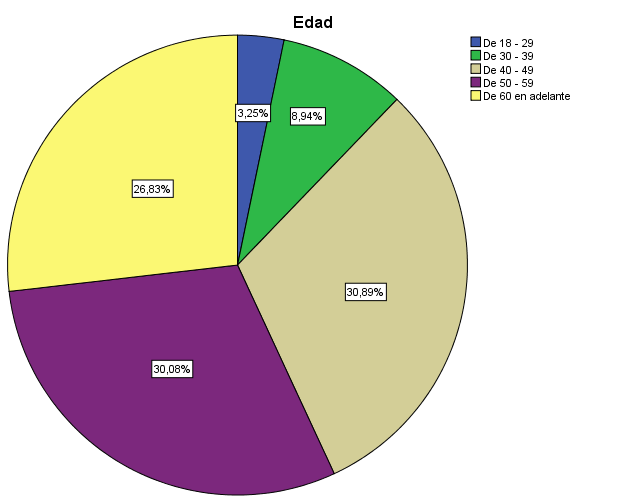 Edad
De 18 - 29
De 30 - 39
De 40 - 49
De 50 - 59
De 60 en adelante
3,25%
8,94%
26,83%
30,89%
30,08%